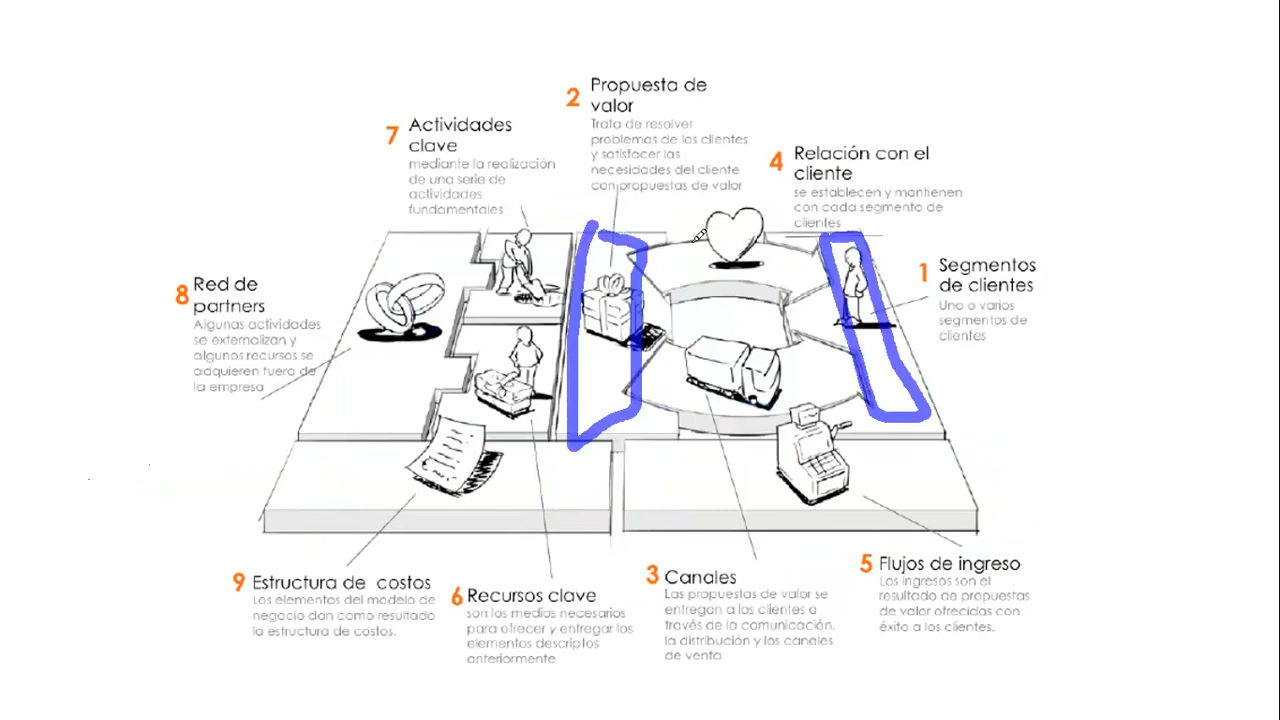 2 Propuesta de
valor
Trata de resolver
problemas de los clientes
y satisfacer las
necesidades del cliente
con propuestas de valor
7 Actividades
clave
mediante la realización
de una serie de
actividades
fundamentales
4 Relación con el
cliente
se establecen y mantienen
con cada segmento de
clientes
1 Segmentos
de clientes
Uno o varios
segmentos de
clientes
8 Red de
partners
Algunas actividades
se externalizan y
algunos recursos se
adquieren fuera de
la empresa
9 Estructura de costos
Los elementos del modelo de
negocio dan como resultado
la estructura de costos.
6 Recursos clave
son los medios necesarios
para ofrecer y entregar los
elementos descriptos
anteriormente
3 Canales
Las propuestas de valor se
entregan a los clientes a
través de la comunicación,
la distribución y los canales
de venta
5 Flujos de ingreso
Los ingresos son el
resultado de propuestas
de valor ofrecidas con
éxito a los clientes.